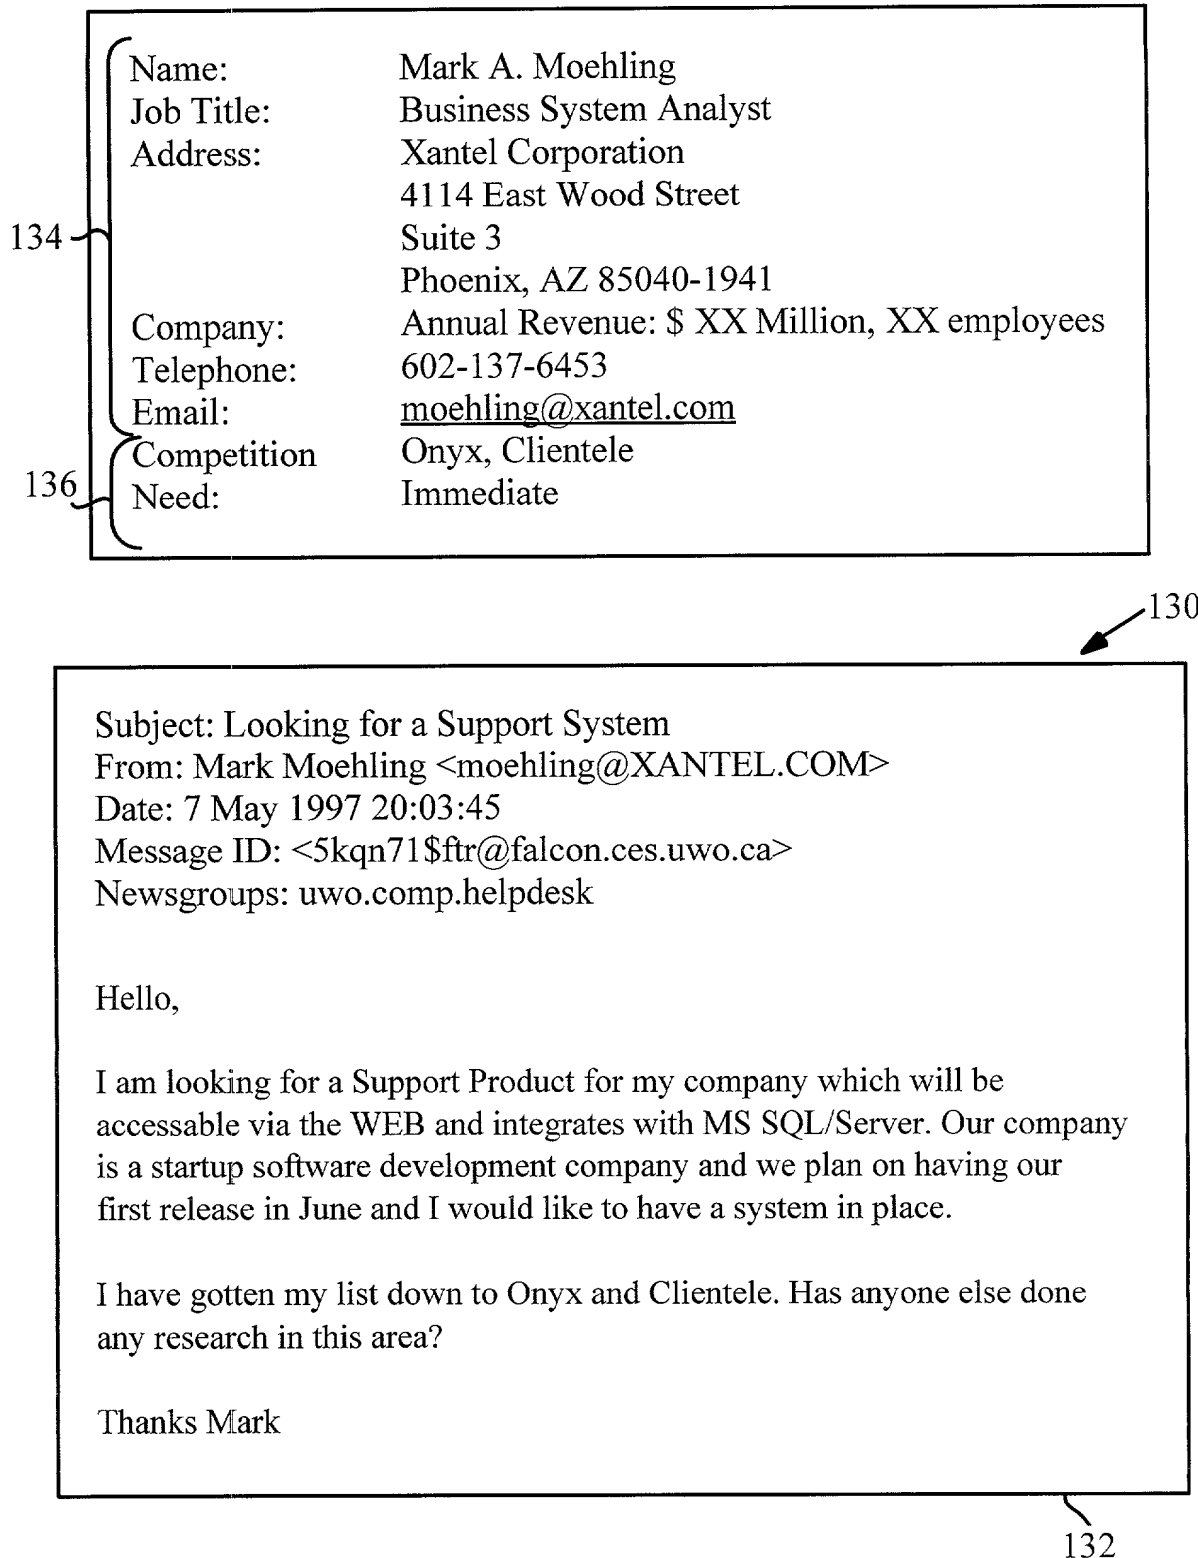 Name: Mark A. Moehling
Job Title: Business System Analyst
Address: Xantel Corporation
4114 East Wood Street
134
Suite 3
Phoenix, AZ 85040-1941
Company: Annual Revenue: $ XX Million, XX employees
Telephone: 602-137-6453
Email: moehling@xantel.com
Competition Onyx, Clientele
136
Need: Immediate
130
Subject: Looking for a Support System
From: Mark Moehling <moehling@XANTEL.COM>
Date: 7 May 1997 20:03:45
Message ID: <5kqn71$ftr@falcon.ces.uwo.ca>
Newsgroups: uwo.comp.helpdesk
Hello,
I am looking for a Support Product for my company which will be
accessable via the WEB and integrates with MS SQL/Server. Our company
is a startup software development company and we plan on having our
first release in June and I would like to have a system in place.
I have gotten my list down to Onyx and Clientele. Has anyone else done
any research in this area?
Thanks Mark
132